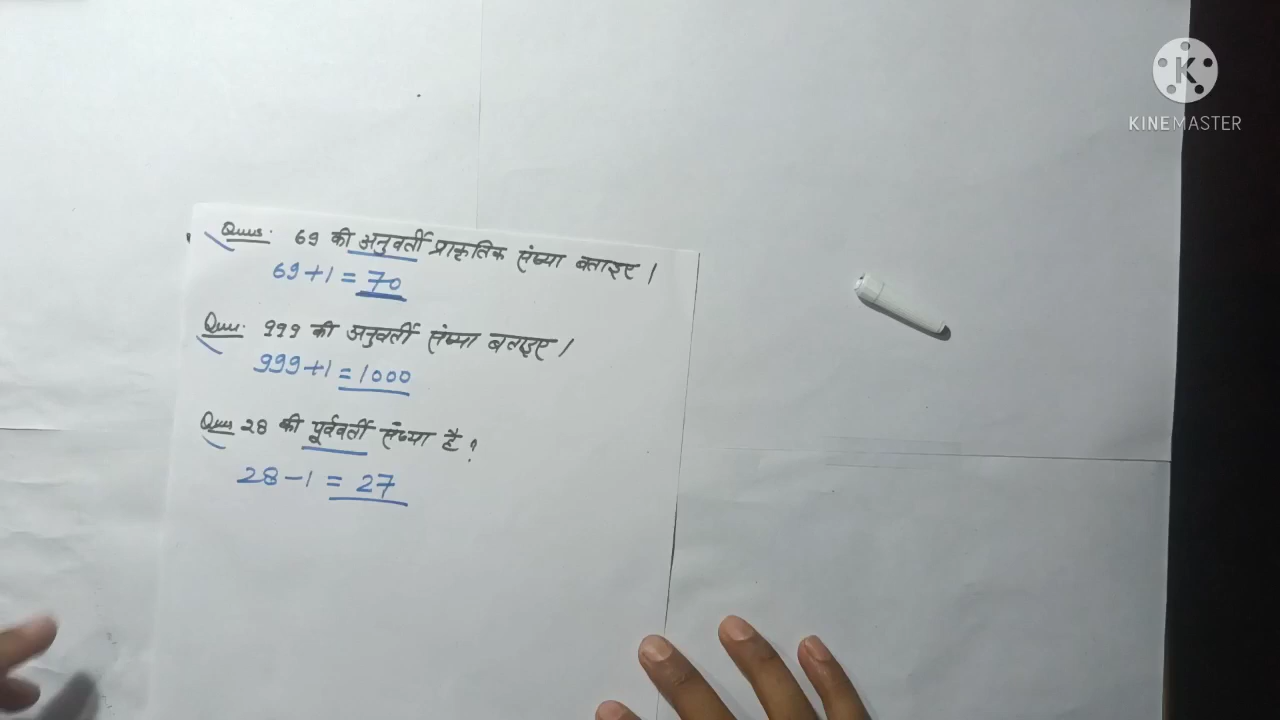 Ques: 69 की अनुवर्ती प्राकृतिक संख्या बताइए।
69+1 = 70
Ques. 999 की अनुवर्ती संख्या बताइए।
999+1 = 1000
Ques 28 की पूर्ववर्ती संख्या है?
28-1 = 27
K
KINEMASTER